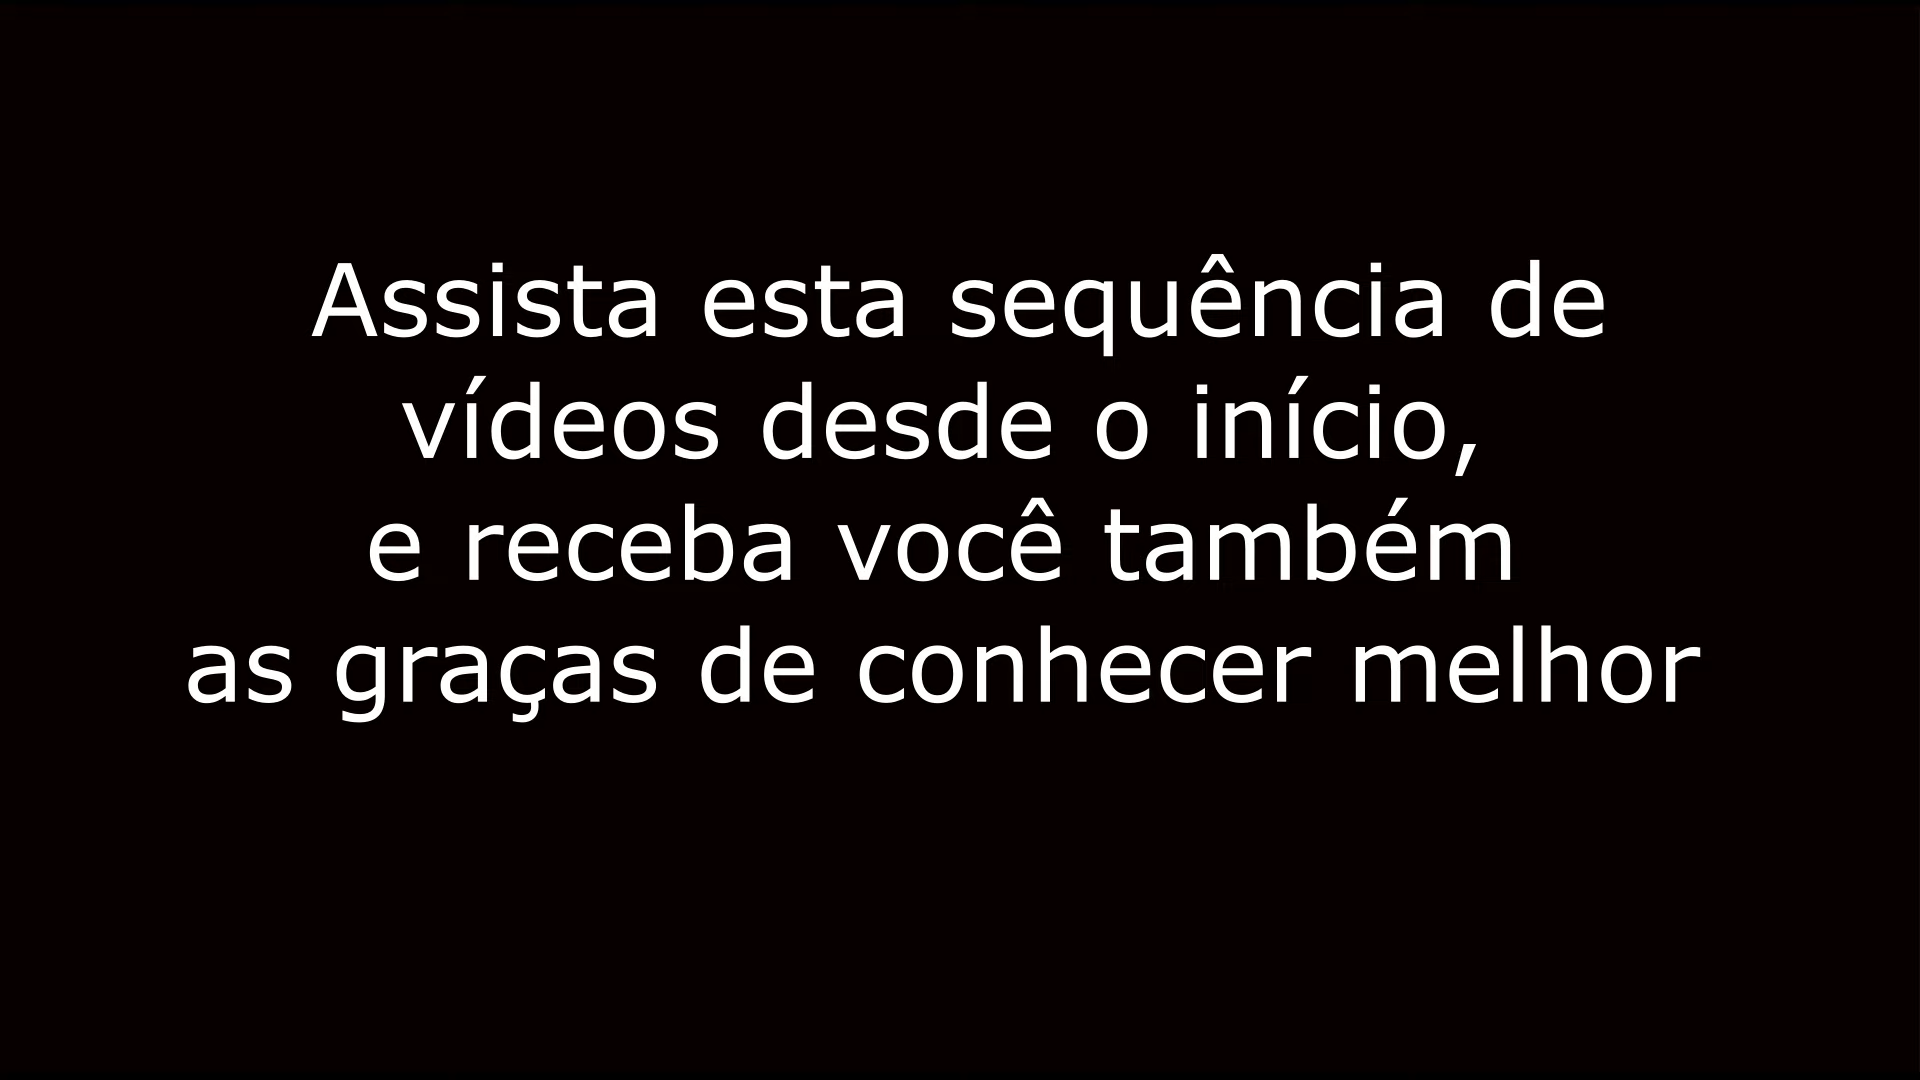 Assista esta sequência de
vídeos desde o início,
e receba você também
as graças de conhecer melhor